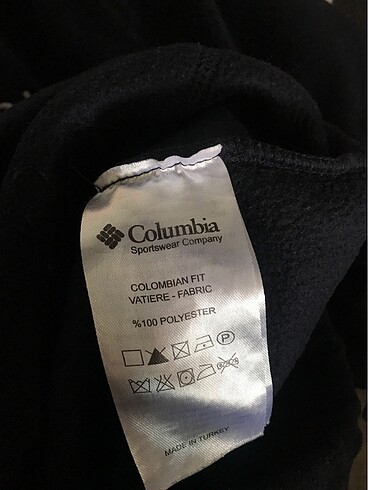 Columbia
Sportswear Company
COLOMBIAN FIT
VATIERE - FABRIC
%100 POLYESTER
P
MADE IN TURKEY